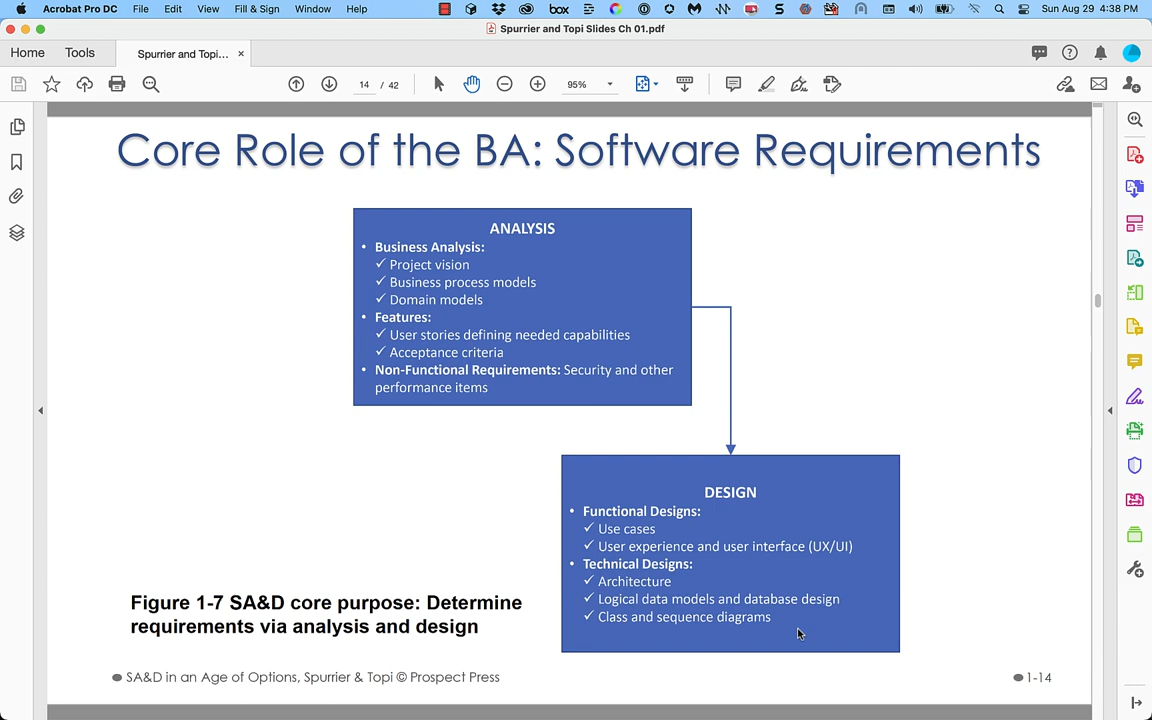 Acrobat Pro DC File Edit View Fill & Sign Window Help box Sun Aug 29 4:38 PM
Spurrier and Topi Slides Ch 01.pdf
Home Tools Spurrier and Topi... ×
14 / 42 95%
Core Role of the BA: Software Requirements
ANALYSIS
• Business Analysis:
✓ Project vision
✓ Business process models
✓ Domain models
• Features:
✓ User stories defining needed capabilities
✓ Acceptance criteria
• Non-Functional Requirements: Security and other
performance items
DESIGN
• Functional Designs:
✓ Use cases
✓ User experience and user interface (UX/UI)
• Technical Designs:
✓ Architecture
✓ Logical data models and database design
✓ Class and sequence diagrams
Figure 1-7 SA&D core purpose: Determine
requirements via analysis and design
SA&D in an Age of Options, Spurrier & Topi © Prospect Press
1-14